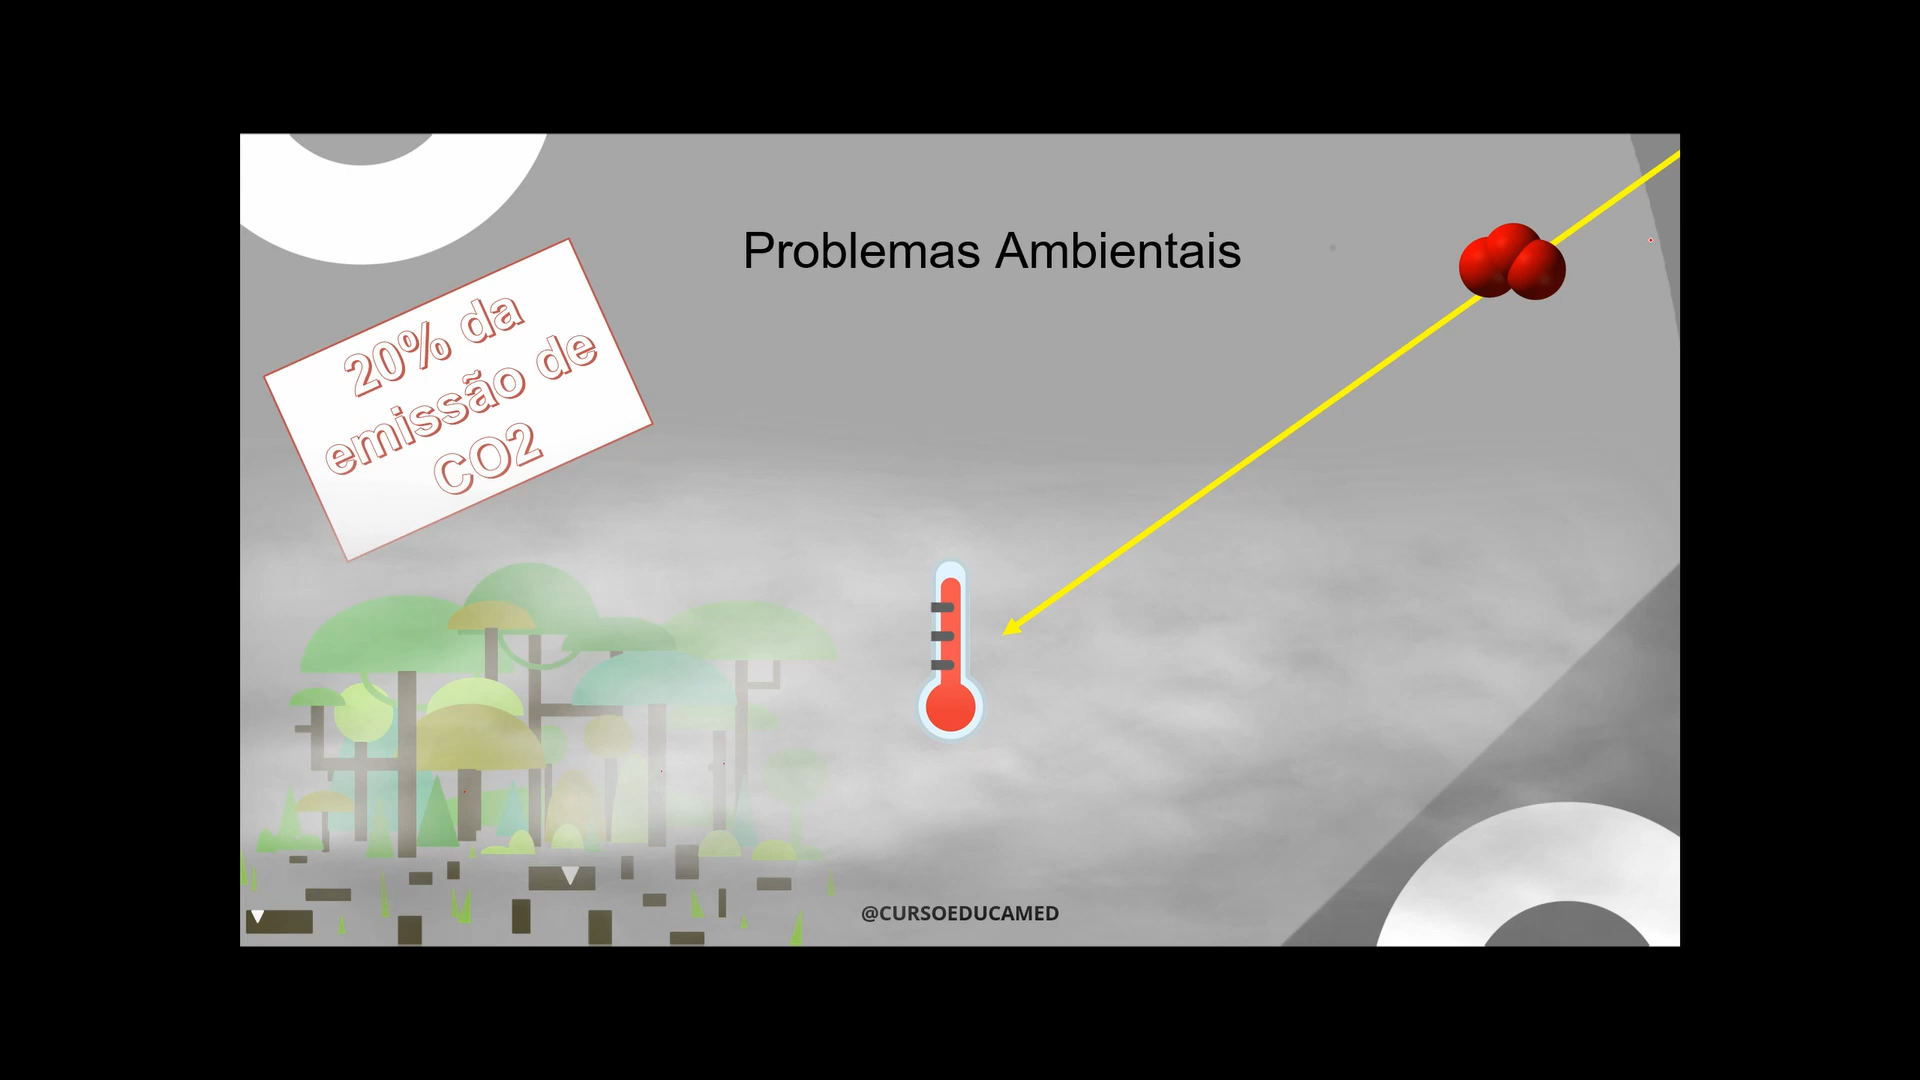 Problemas Ambientais
20% da
emissão de
CO2
@CURSOEDUCAMED